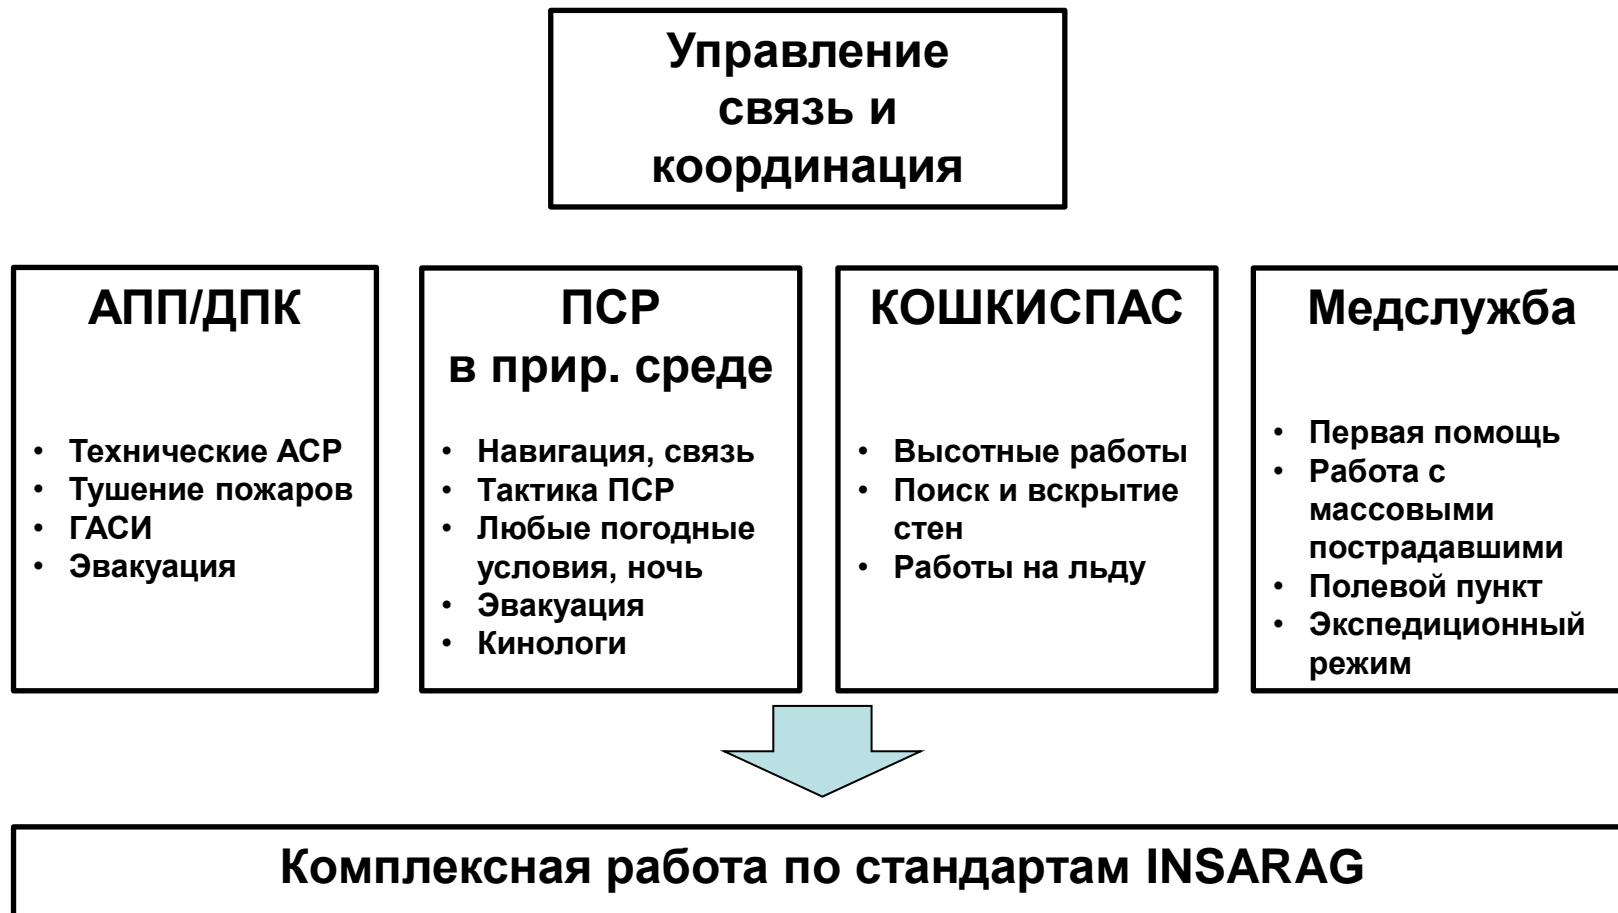 Управление
связь и
координация
АПП/ДПК
• Технические АСР
• Тушение пожаров
• ГАСИ
• Эвакуация
ПСР
в прир. среде
• Навигация, связь
• Тактика ПСР
• Любые погодные
условия, ночь
• Эвакуация
• Кинологи
КОШКИСПАС
• Высотные работы
• Поиск и вскрытие
стен
• Работы на льду
Медслужба
• Первая помощь
• Работа с
массовыми
пострадавшими
• Полевой пункт
• Экспедиционный
режим
Комплексная работа по стандартам INSARAG